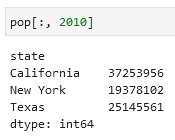 pop[:, 2010]
state
California    37253956
New York      19378102
Texas         25145561
dtype: int64